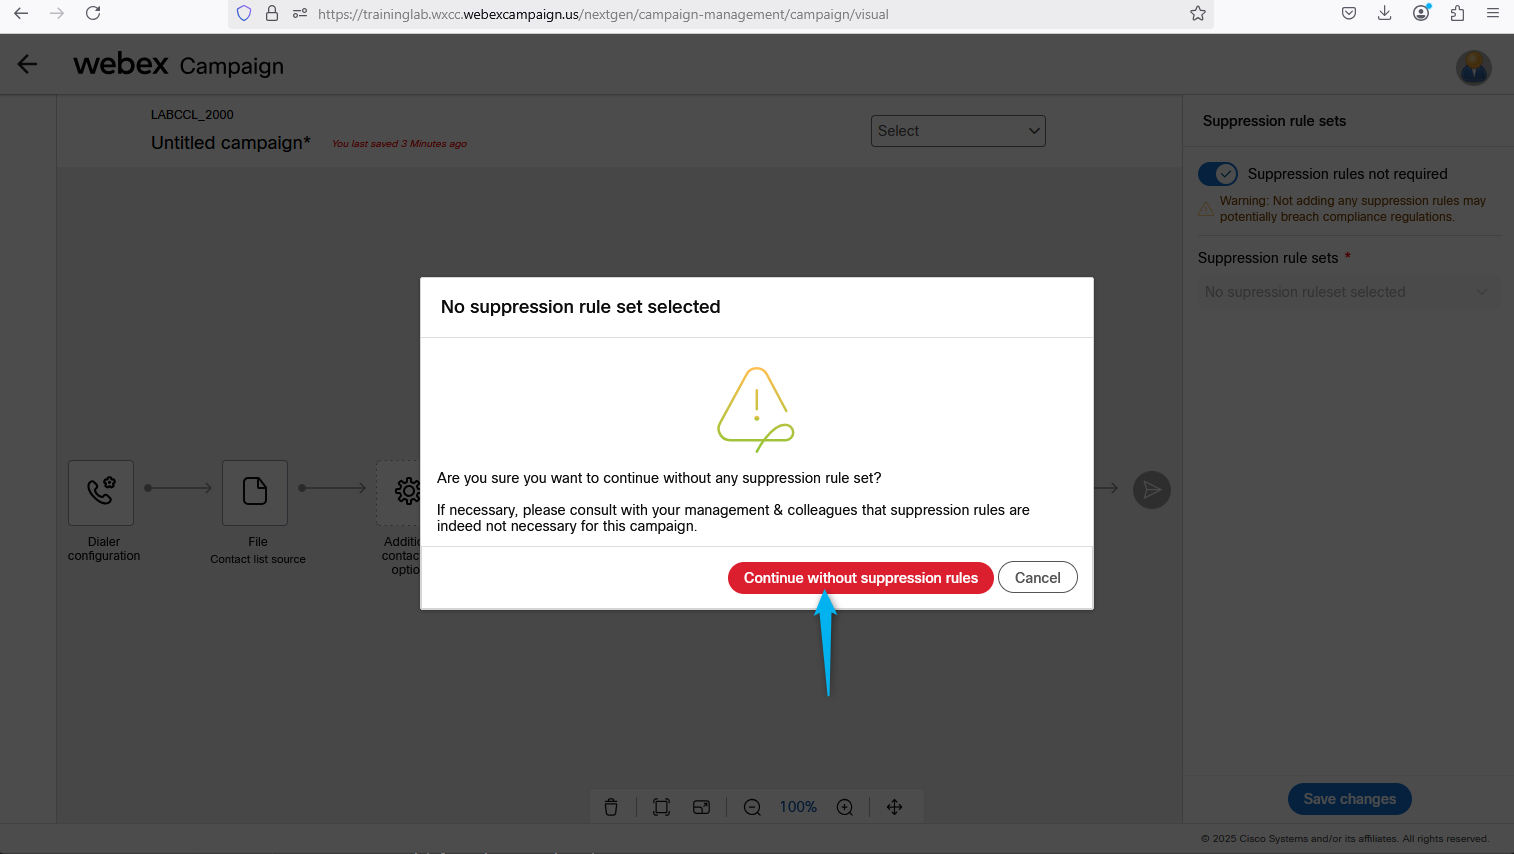 https://traininglab.wxcc.webexcampaign.us/nextgen/campaign-management/campaign/visual
webex Campaign
LABCCL_2000
Untitled campaign*
You last saved 3 Minutes ago
Select
Suppression rule sets
Suppression rules not required
Warning: Not adding any suppression rules may
potentially breach compliance regulations.
Suppression rule sets *
No supression ruleset selected
No suppression rule set selected
Are you sure you want to continue without any suppression rule set?
If necessary, please consult with your management & colleagues that suppression rules are
indeed not necessary for this campaign.
Continue without suppression rules
Cancel
Dialer
configuration
File
Contact list source
Additio
contac
optio
100%
Save changes
© 2025 Cisco Systems and/or its affiliates. All rights reserved.